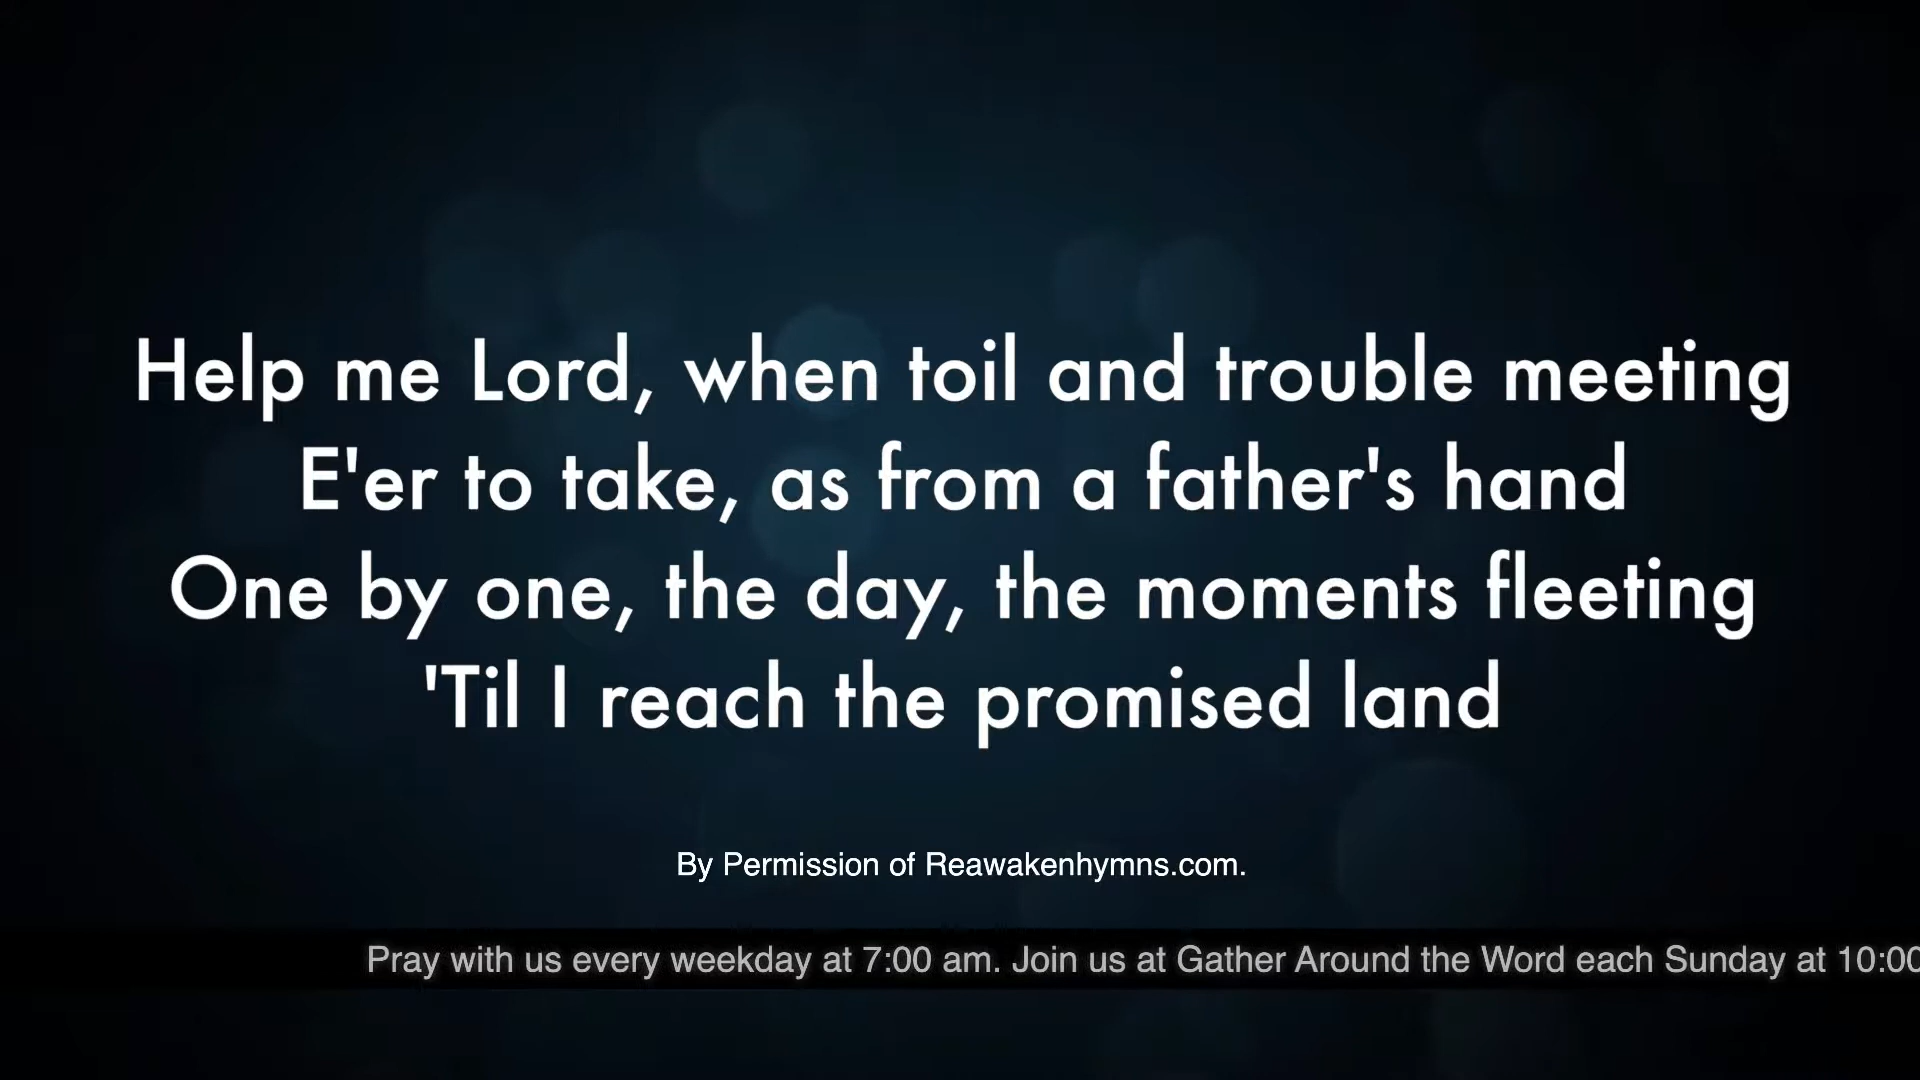 Help me Lord, when toil and trouble meeting
E'er to take, as from a father's hand
One by one, the day, the moments fleeting
'Til I reach the promised land
By Permission of Reawakenhymns.com.
Pray with us every weekday at 7:00 am. Join us at Gather Around the Word each Sunday at 10:00